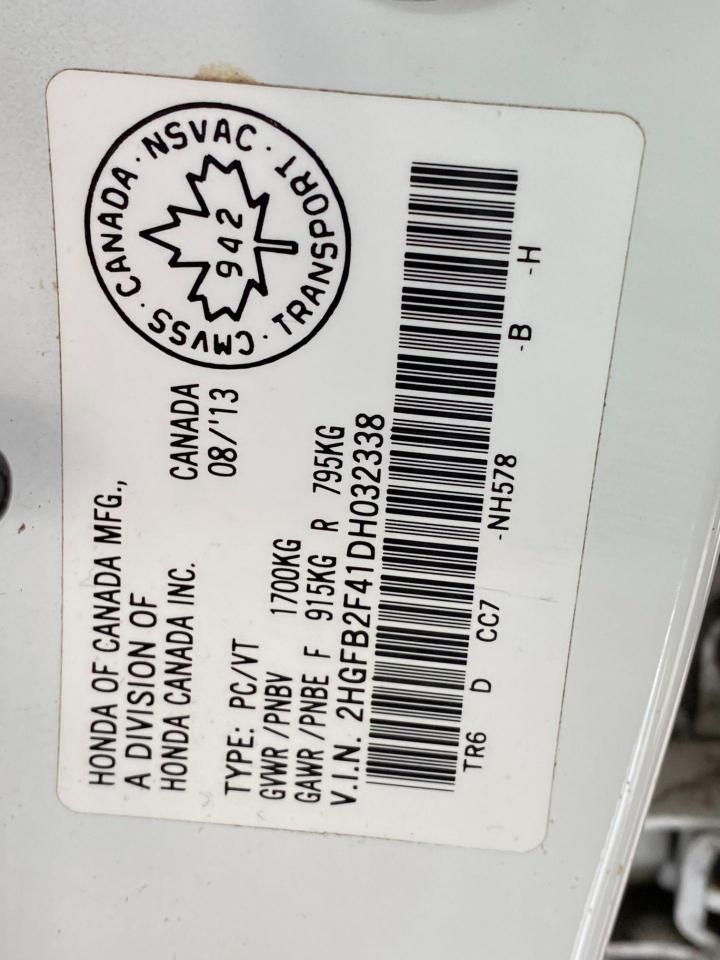 HONDA OF CANADA MFG.,
A DIVISION OF
HONDA CANADA INC.
CANADA
08/'13
CMVSS · CANADA · NSVAC · TRANSPORT ·
942
TYPE: PC/VT
GVWR /PNBV 1700KG
GAWR /PNBE F 915KG R 795KG
V.I.N. 2HGFB2F41DH032338
TR6 D CC7 -NH578 -B -H